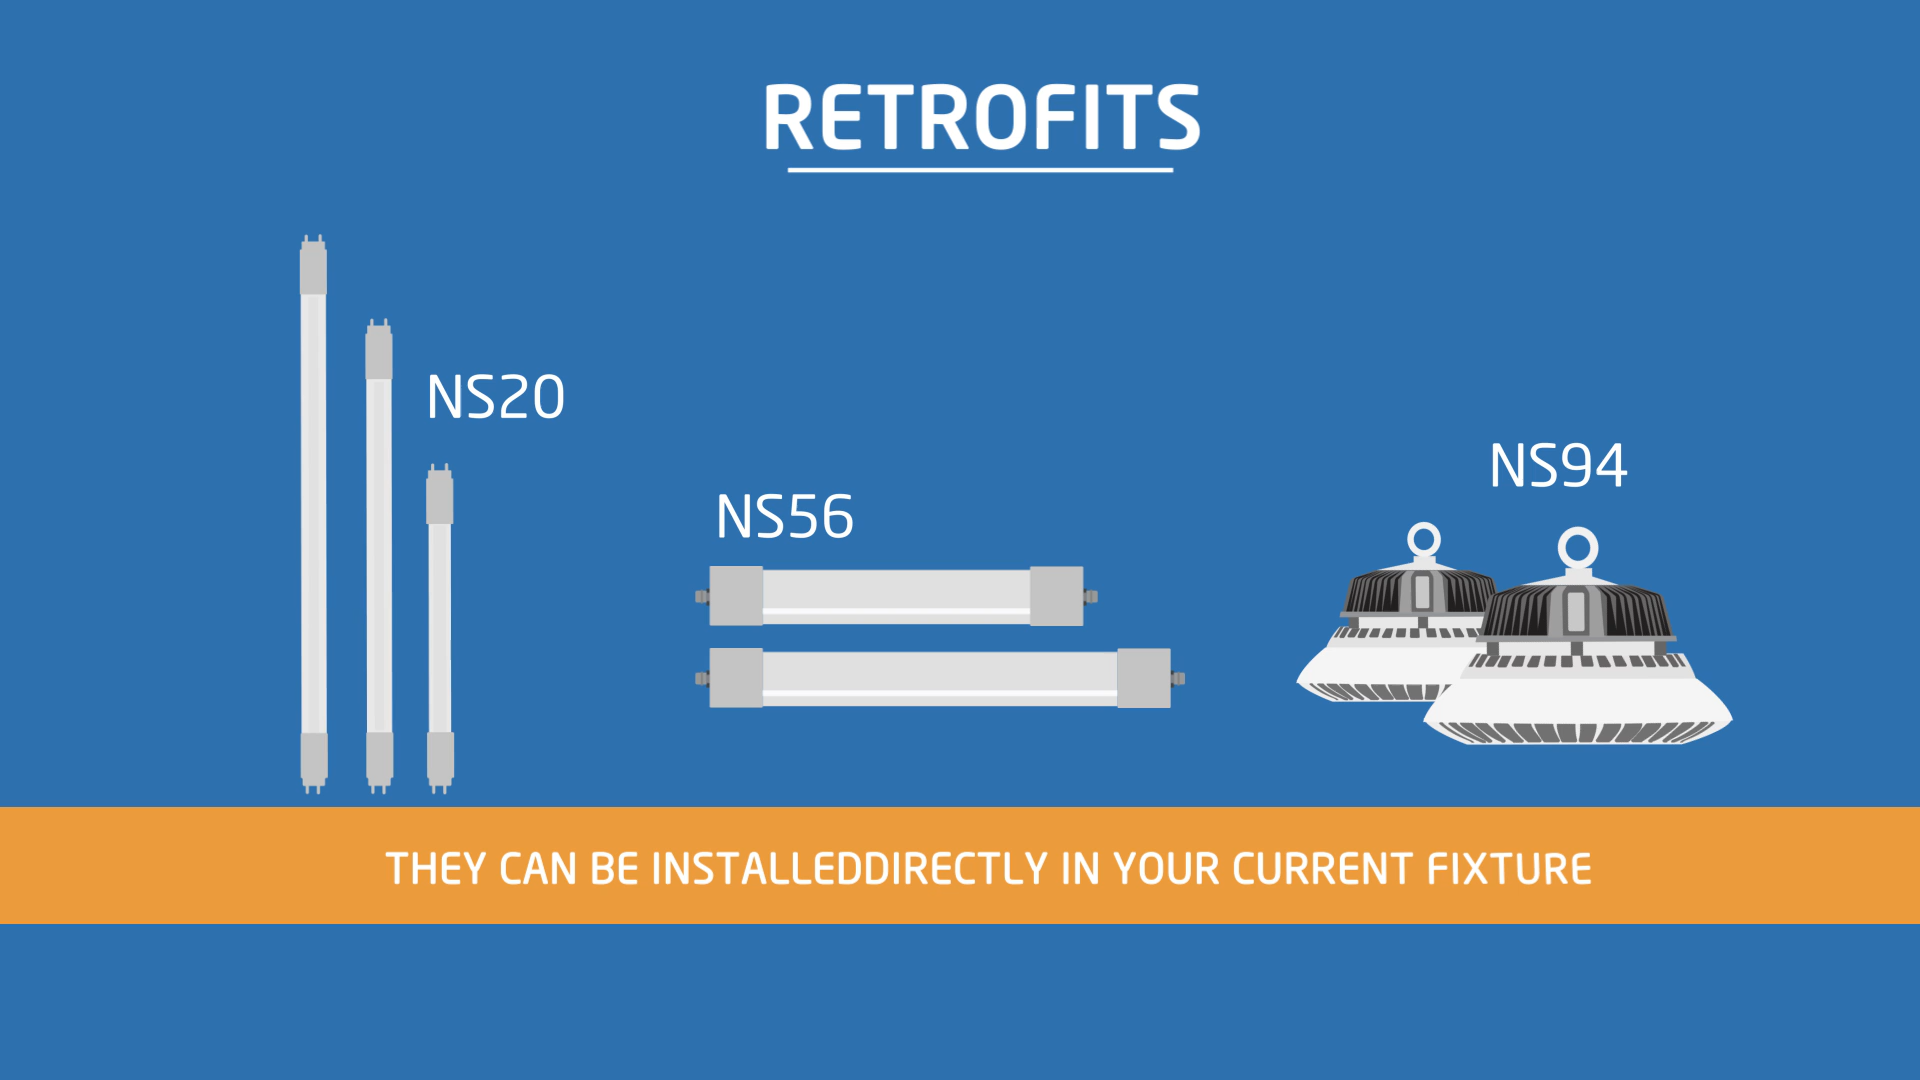 RETROFITS
NS20
NS56
NS94
THEY CAN BE INSTALLEDDIRECTLY IN YOUR CURRENT FIXTURE